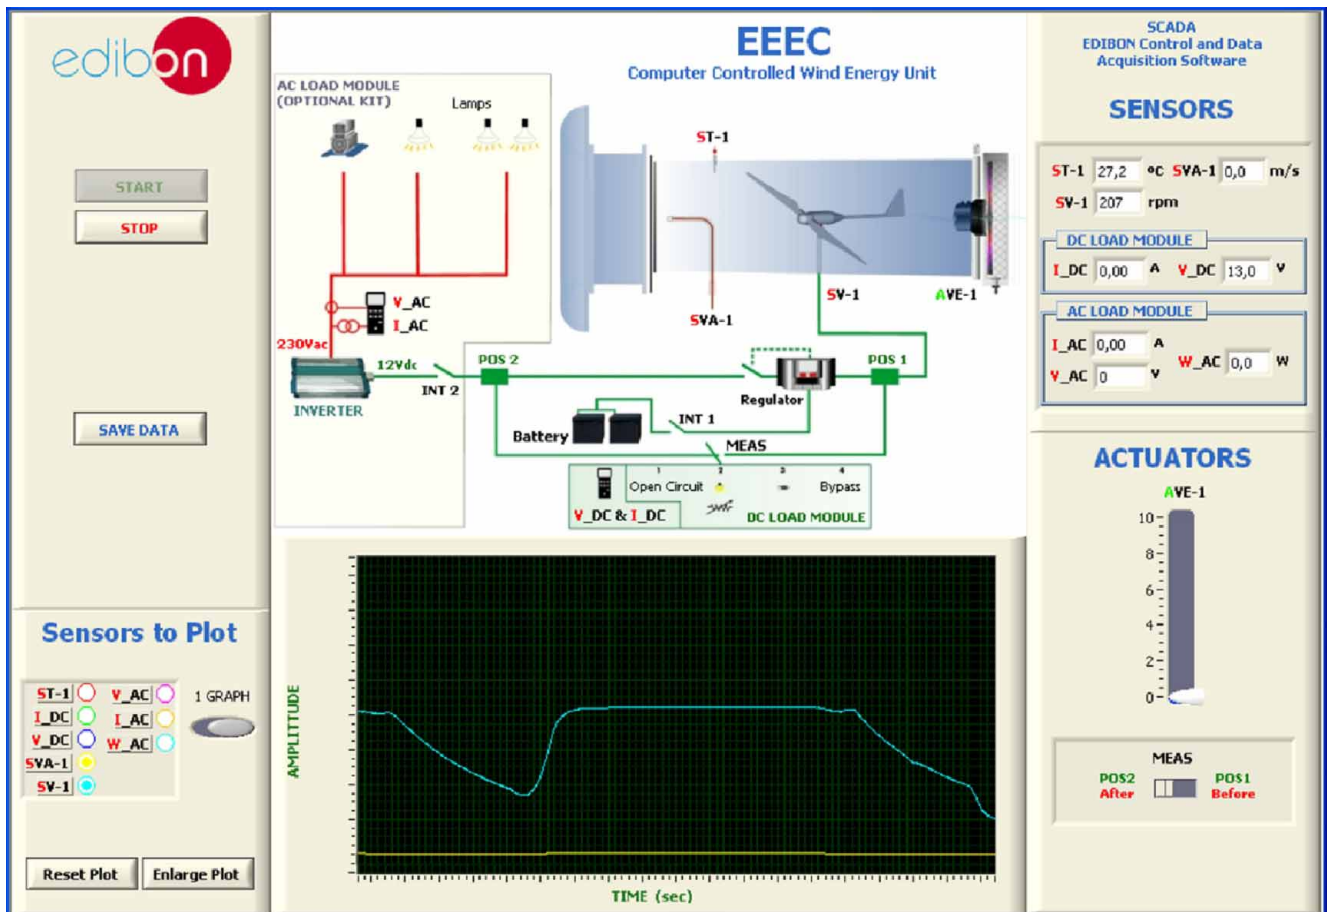 edibon
START
STOP
SAVE DATA
Sensors to Plot
ST-1
I_DC
V_DC
SVA-1
SV-1
V_AC
I_AC
W_AC
1 GRAPH
Reset Plot
Enlarge Plot
EEEC
Computer Controlled Wind Energy Unit
AC LOAD MODULE
(OPTIONAL KIT)
Lamps
V_AC
I_AC
230Vac
12Vdc
INVERTER
INT 2
POS 2
ST-1
SVA-1
SV-1
AVE-1
Regulator
POS 1
Battery
INT 1
MEAS
1 2 3 4
Open Circuit
Bypass
V_DC & I_DC
DC LOAD MODULE
AMPLITTUDE
TIME (sec)
SCADA
EDIBON Control and Data
Acquisition Software
SENSORS
ST-1 27,2 ºC SVA-1 0,0 m/s
SV-1 207 rpm
DC LOAD MODULE
I_DC 0,00 A V_DC 13,0 V
AC LOAD MODULE
I_AC 0,00 A
V_AC 0 V
W_AC 0,0 W
ACTUATORS
AVE-1
10
8
6
4
2
0
MEAS
POS2
After
POS1
Before